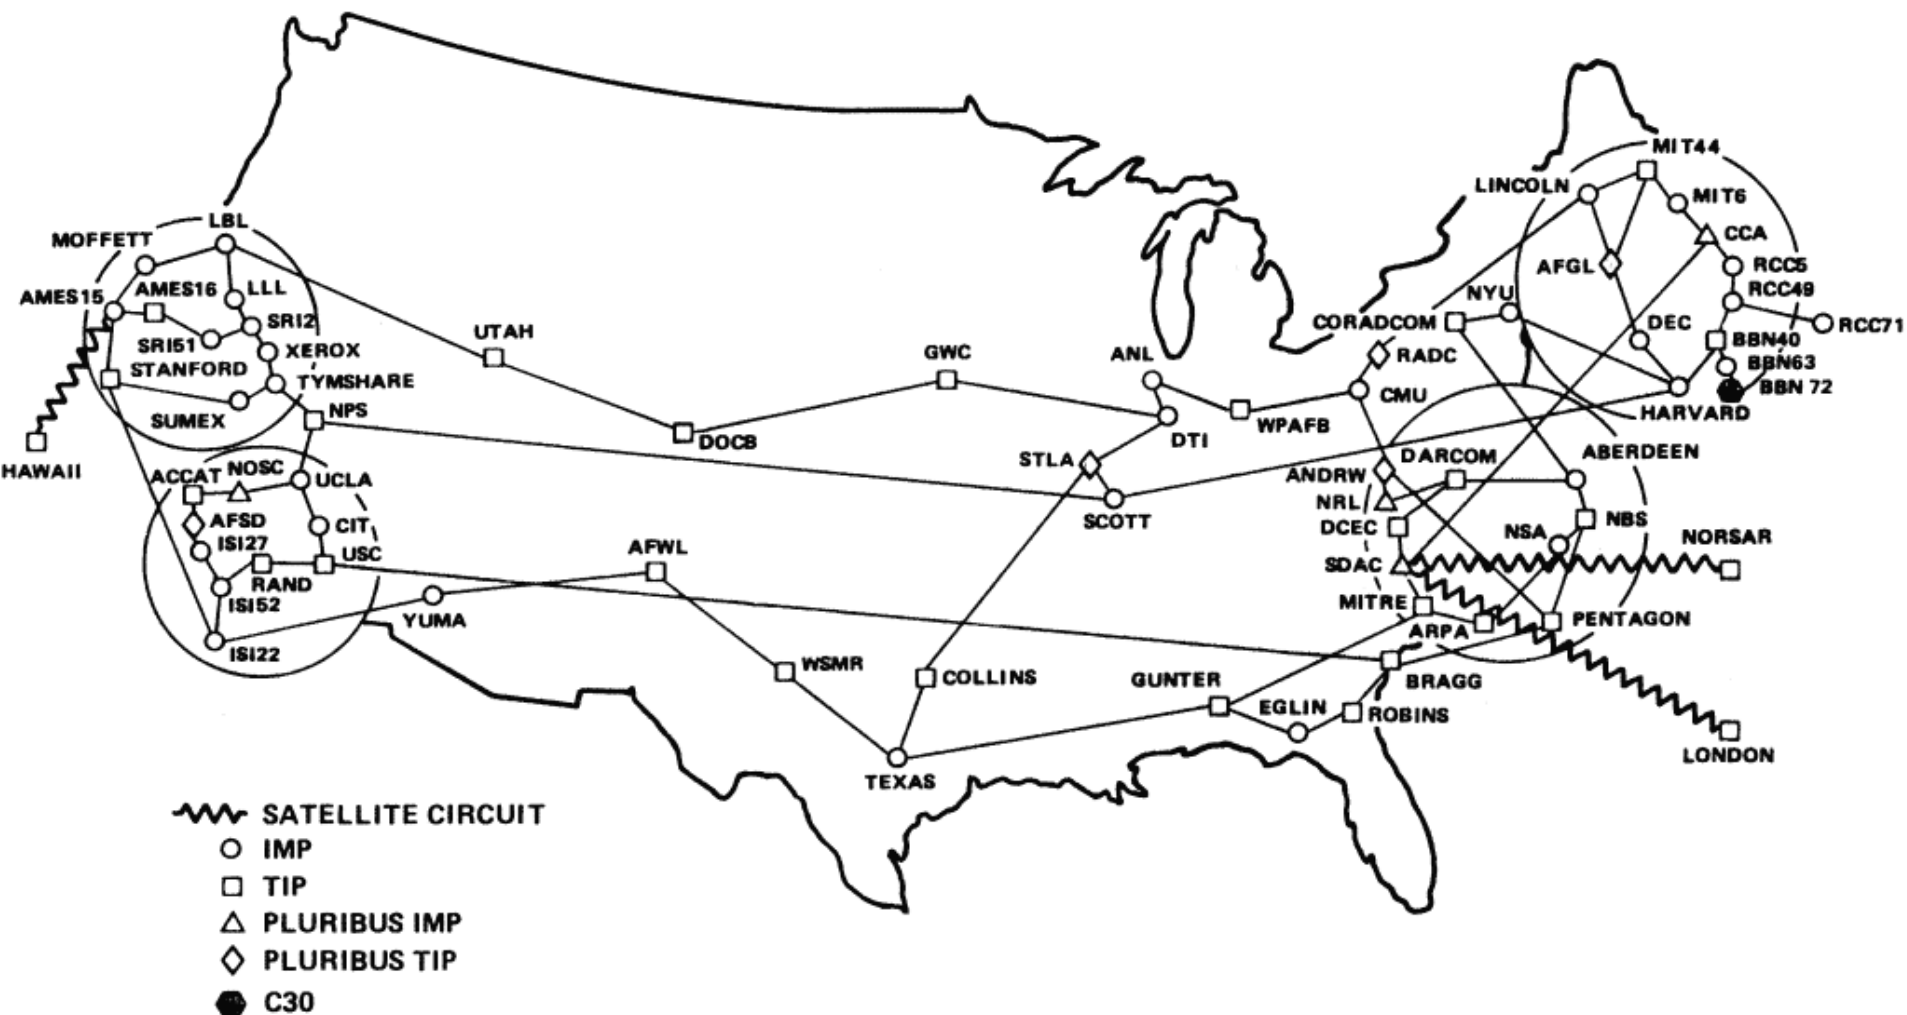 MIT44
LINCOLN
MIT6
LBL
MOFFETT
CCA
AFGL
RCC5
AMES15
AMES16
LLL
NYU
RCC49
SRI2
CORADCOM
DEC
RCC71
UTAH
SRI51
XEROX
BBN40
GWC
ANL
RADC
STANFORD
BBN63
TYMSHARE
BBN 72
CMU
SUMEX
NPS
HARVARD
WPAFB
DOCB
DTI
HAWAII
ACCAT
NOSC
UCLA
STLA
DARCOM
ABERDEEN
ANDRW
NRL
SCOTT
AFSD
CIT
DCEC
NBS
ISI27
NSA
NORSAR
AFWL
USC
SDAC
RAND
ISI52
MITRE
YUMA
ARPA
PENTAGON
ISI22
WSMR
COLLINS
GUNTER
BRAGG
EGLIN
ROBINS
LONDON
TEXAS
SATELLITE CIRCUIT
IMP
TIP
PLURIBUS IMP
PLURIBUS TIP
C30